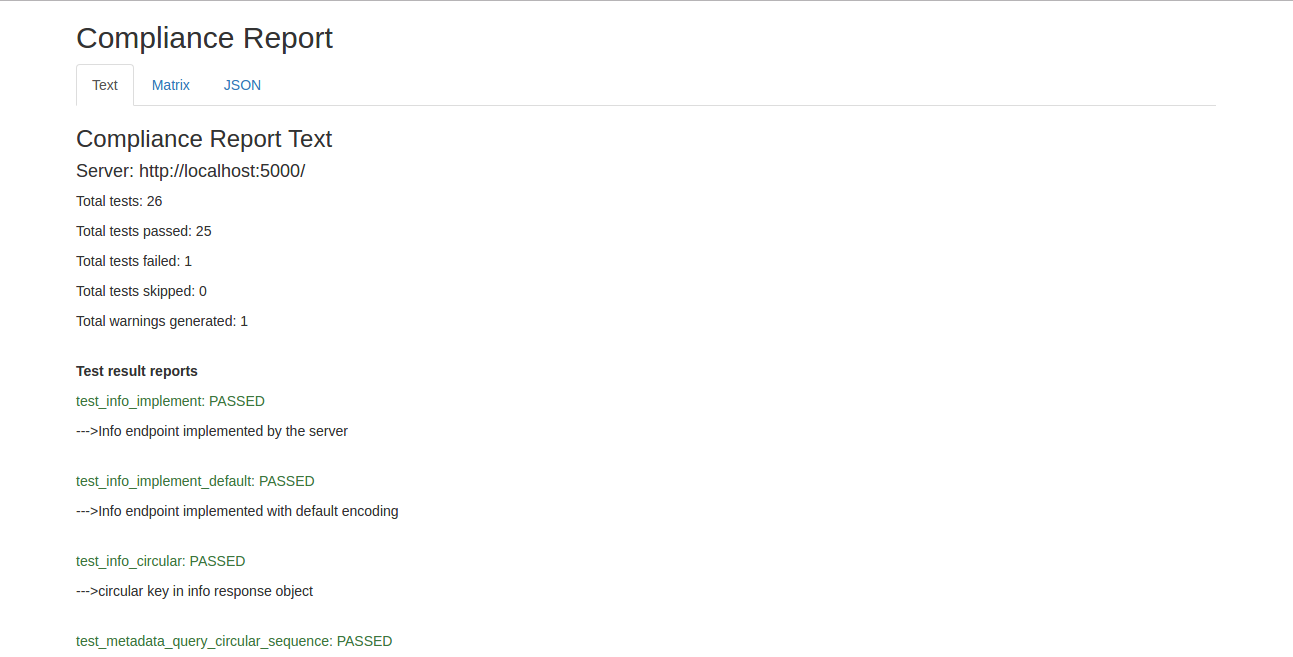 Compliance Report
Text Matrix JSON
Compliance Report Text
Server: http://localhost:5000/
Total tests: 26
Total tests passed: 25
Total tests failed: 1
Total tests skipped: 0
Total warnings generated: 1
Test result reports
test_info_implement: PASSED
--->Info endpoint implemented by the server
test_info_implement_default: PASSED
--->Info endpoint implemented with default encoding
test_info_circular: PASSED
--->circular key in info response object
test_metadata_query_circular_sequence: PASSED